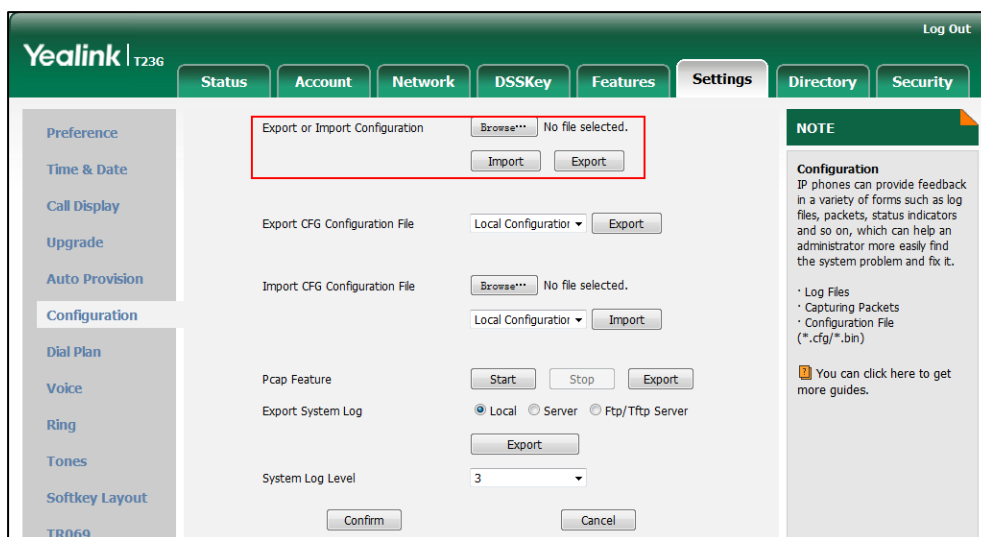 Log Out
Yealink | T23G
Status Account Network DSSKey Features Settings Directory Security
Preference
Time & Date
Call Display
Upgrade
Auto Provision
Configuration
Dial Plan
Voice
Ring
Tones
Softkey Layout
TR069
Export or Import Configuration Browse··· No file selected.
Import Export
Export CFG Configuration File Local Configuration Export
Import CFG Configuration File Browse··· No file selected.
Local Configuration Import
Pcap Feature Start Stop Export
Export System Log Local Server Ftp/Tftp Server
Export
System Log Level 3
Confirm Cancel
NOTE
Configuration
IP phones can provide feedback
in a variety of forms such as log
files, packets, status indicators
and so on, which can help an
administrator more easily find
the system problem and fix it.
· Log Files
· Capturing Packets
· Configuration File
(*.cfg/*.bin)
You can click here to get
more guides.